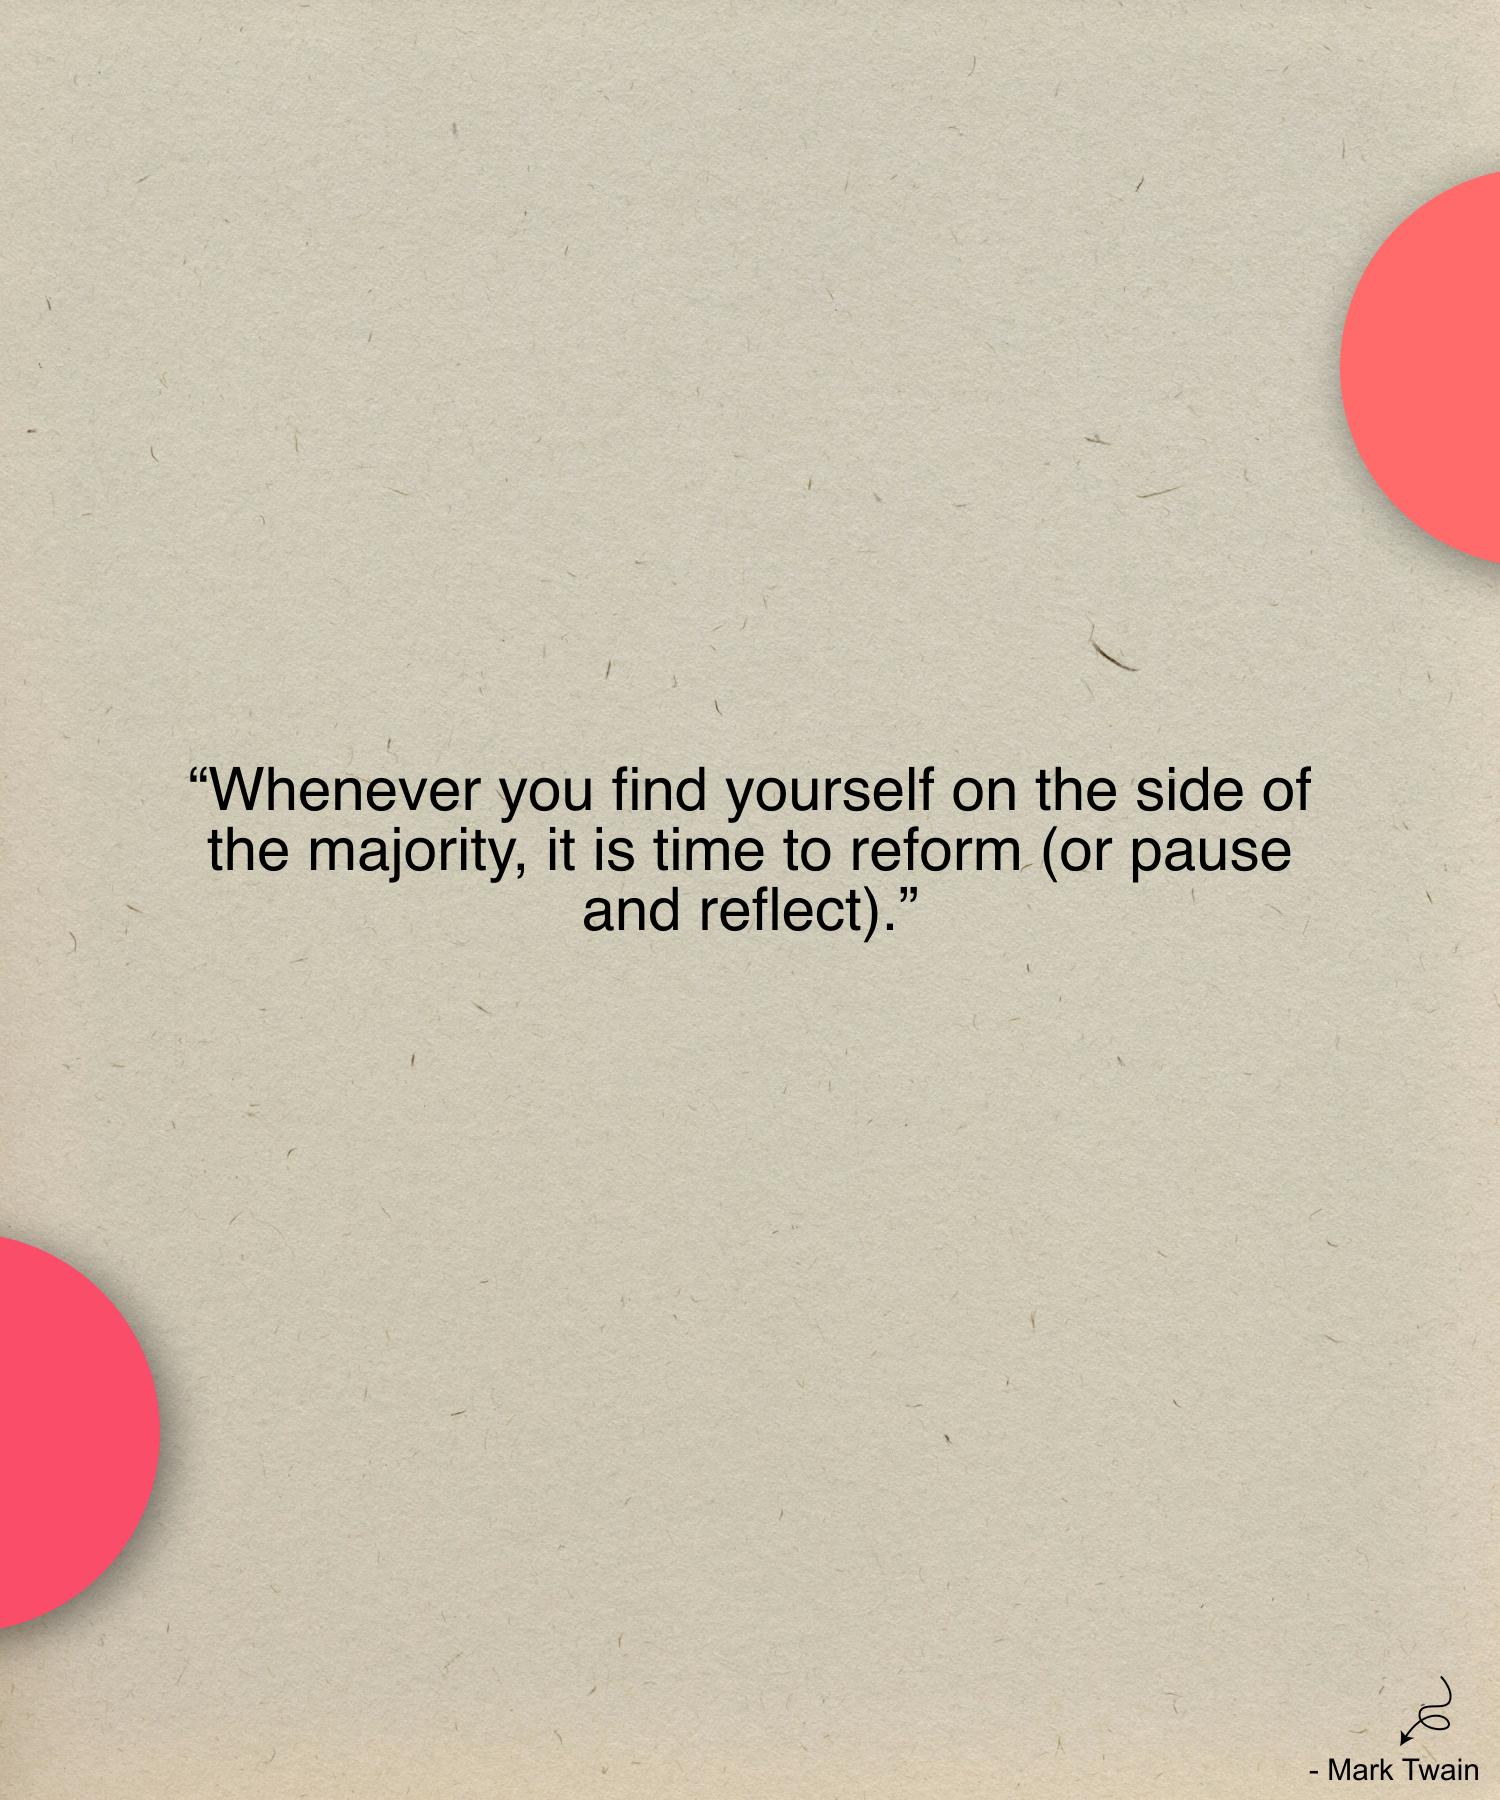 “Whenever you find yourself on the side of
the majority, it is time to reform (or pause
and reflect).”
- Mark Twain